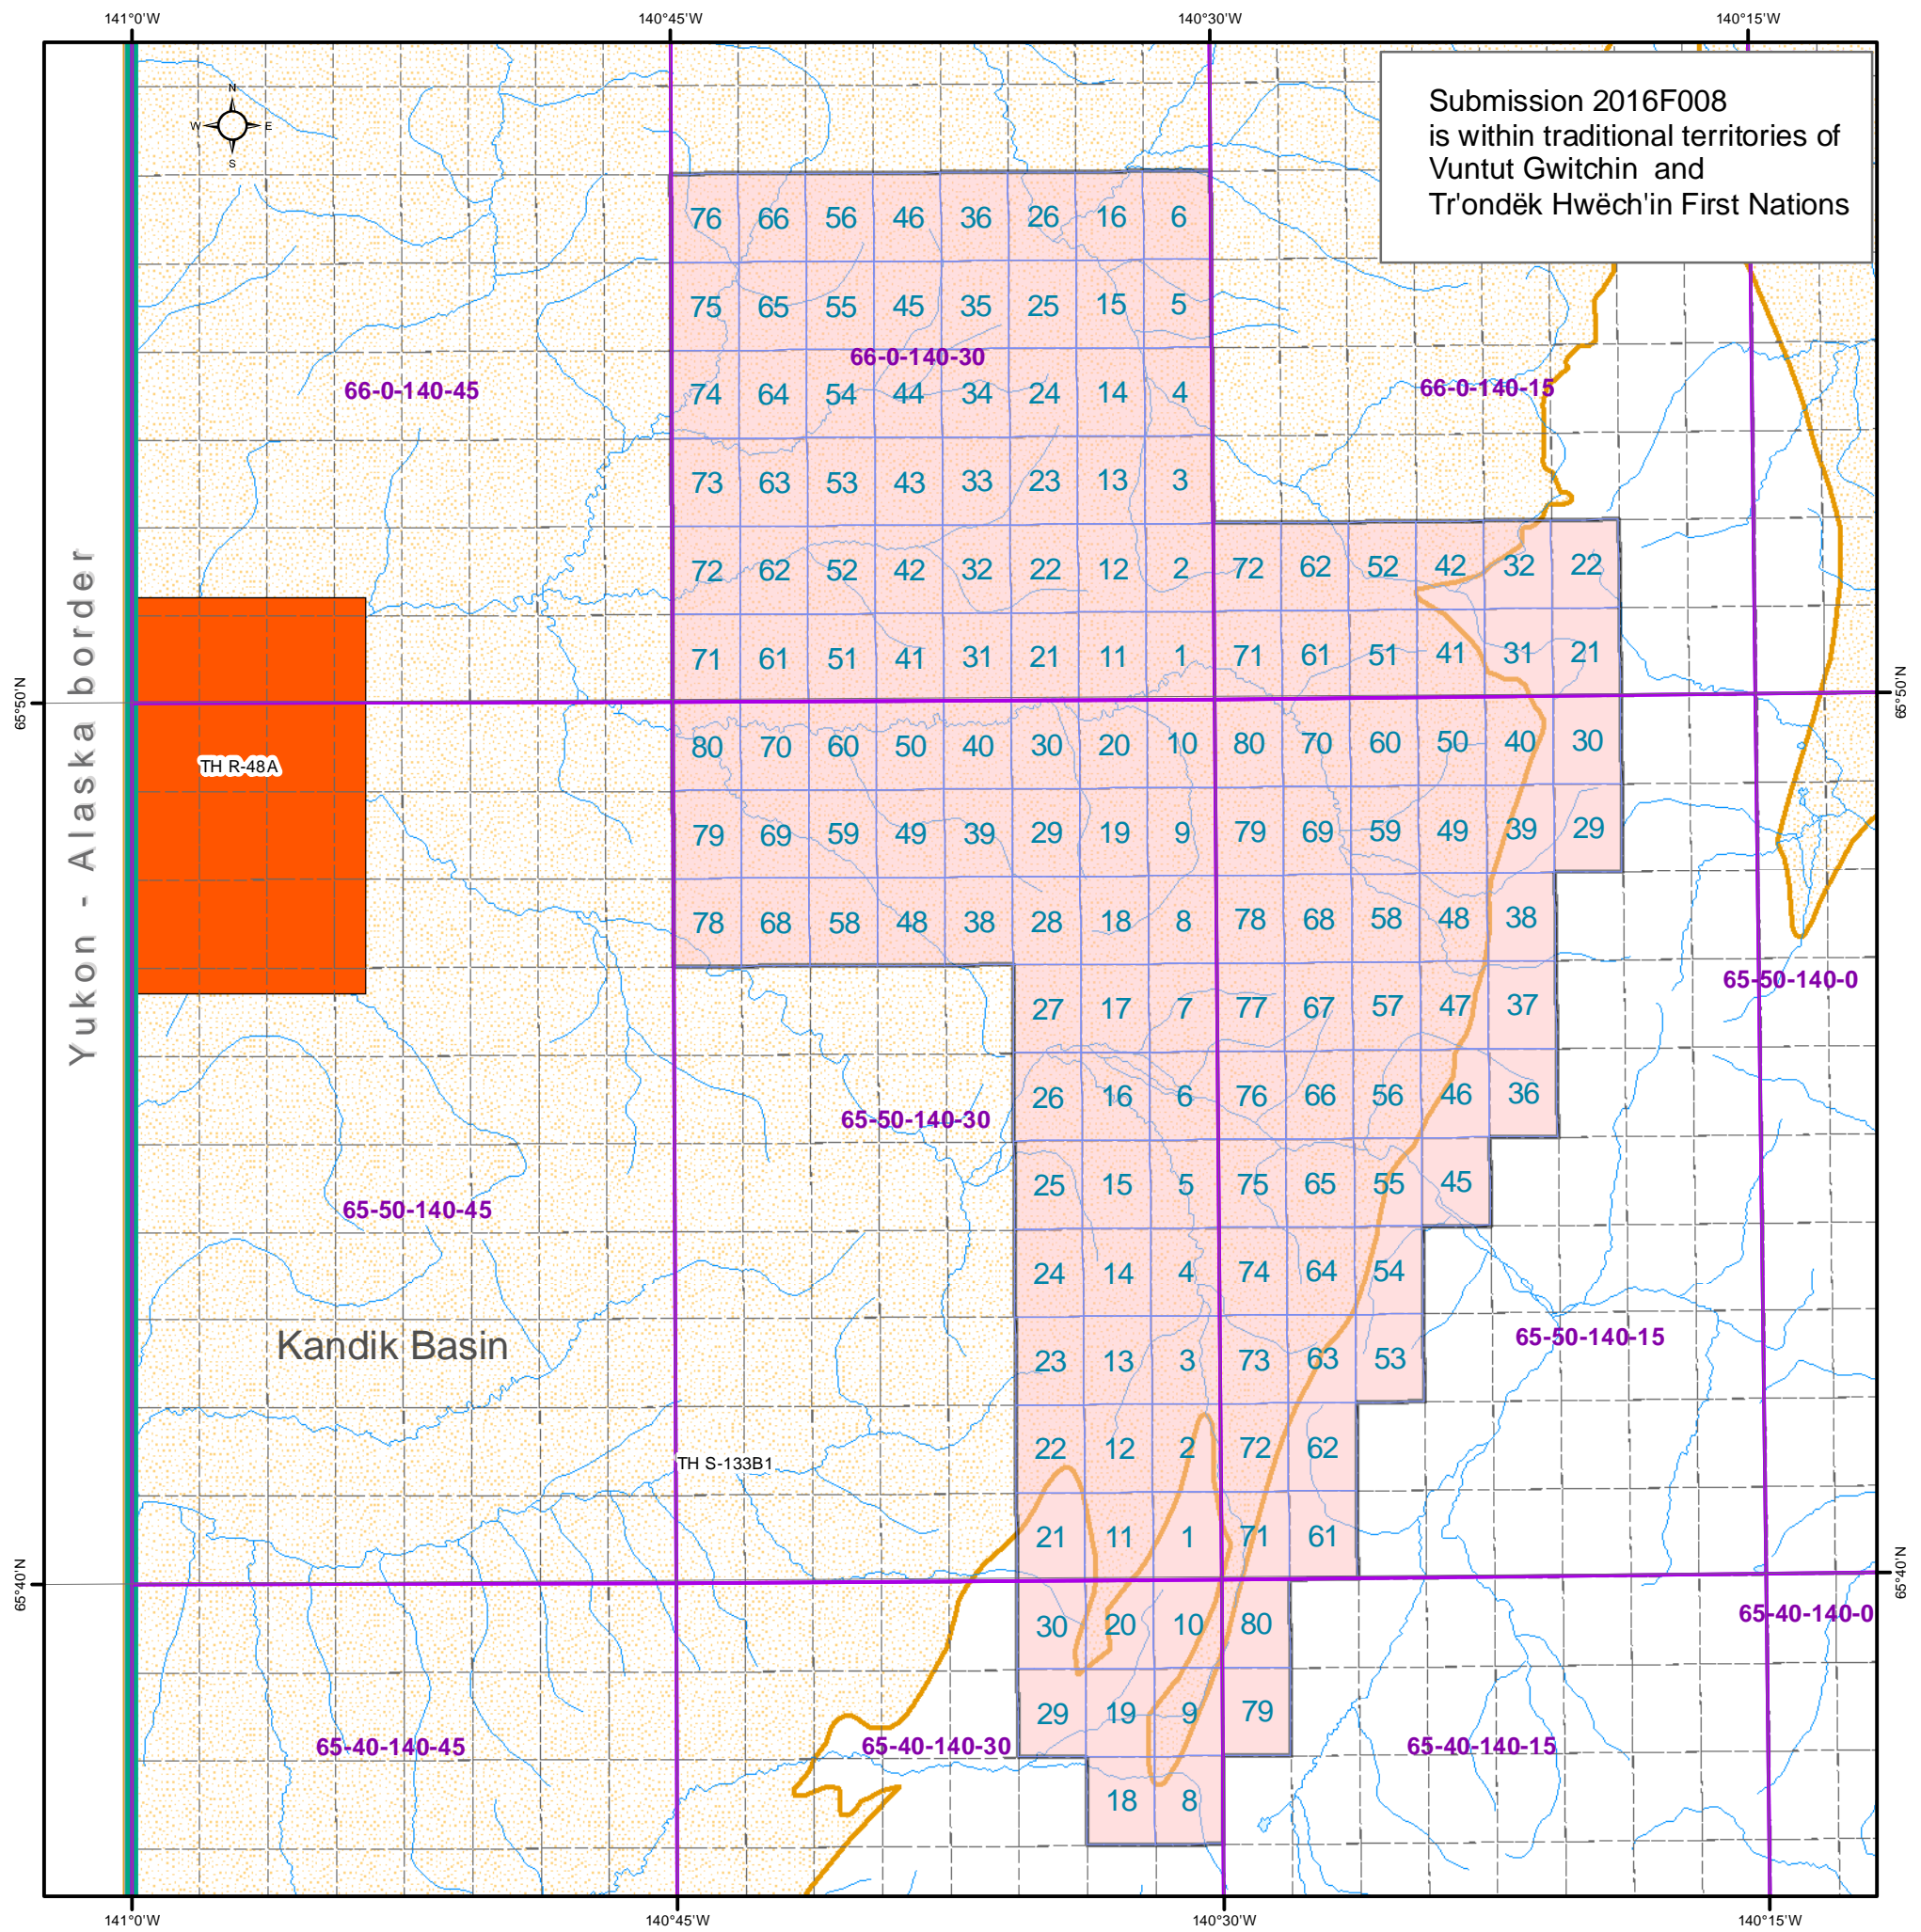 141°0'W 140°45'W 140°30'W 140°15'W
N
W E
S
Submission 2016F008
is within traditional territories of
Vuntut Gwitchin and
Tr'ondëk Hwëch'in First Nations
76 66 56 46 36 26 16 6
75 65 55 45 35 25 15 5
66-0-140-30
66-0-140-45
66-0-140-15
74 64 54 44 34 24 14 4
73 63 53 43 33 23 13 3
72 62 52 42 32 22 12 2 72 62 52 42 32 22
71 61 51 41 31 21 11 1 71 61 51 41 31 21
65°50'N
65°50'N
Yukon - Alaska border
80 70 60 50 40 30 20 10 80 70 60 50 40 30
TH R-48A
79 69 59 49 39 29 19 9 79 69 59 49 39 29
78 68 58 48 38 28 18 8 78 68 58 48 38
65-50-140-0
27 17 7 77 67 57 47 37
26 16 6 76 66 56 46 36
65-50-140-30
25 15 5 75 65 55 45
65-50-140-45
24 14 4 74 64 54
65-50-140-15
Kandik Basin
23 13 3 73 63 53
22 12 2 72 62
TH S-133B1
21 11 1 71 61
65°40'N
65°40'N
65-40-140-0
30 20 10 80
29 19 9 79
65-40-140-45
65-40-140-30
65-40-140-15
18 8
141°0'W 140°45'W 140°30'W 140°15'W